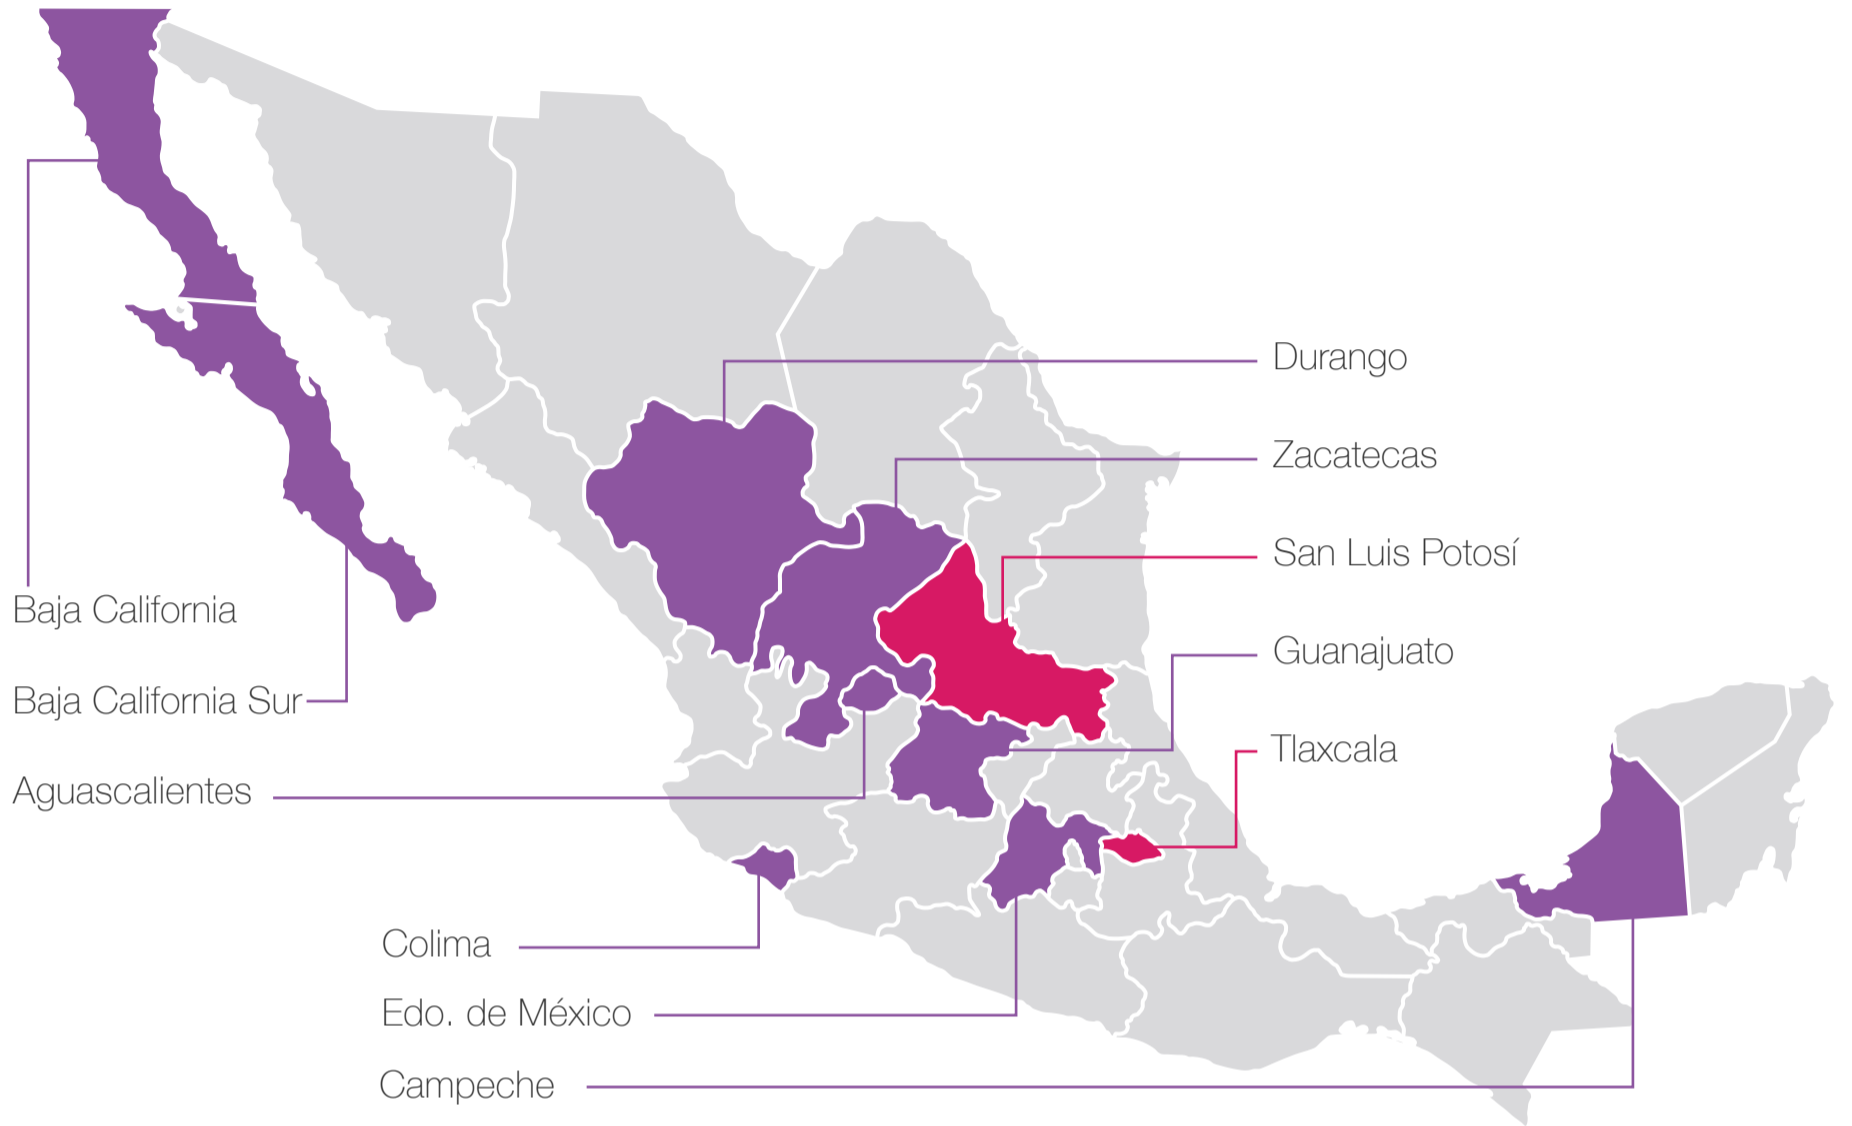 Durango
Zacatecas
San Luis Potosí
Guanajuato
Tlaxcala
Baja California
Baja California Sur
Aguascalientes
Colima
Edo. de México
Campeche